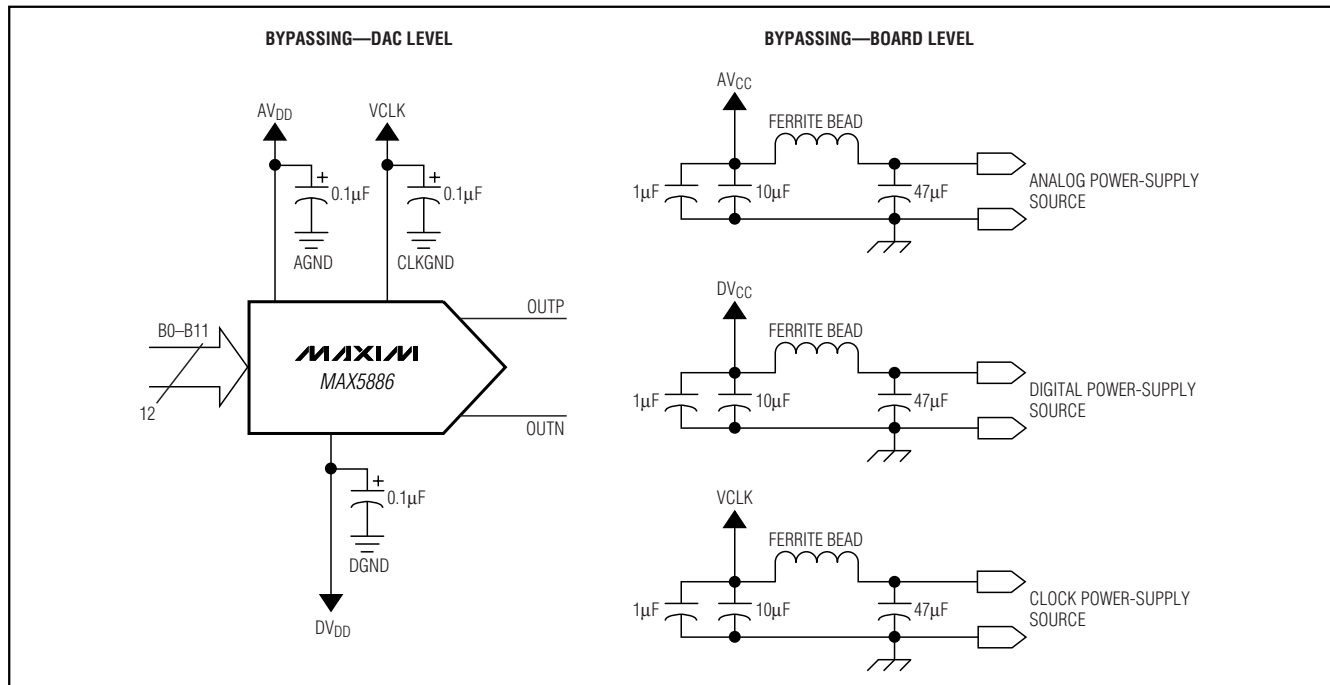 BYPASSING—DAC LEVEL
AVDD
VCLK
+
0.1µF
+
0.1µF
AGND
CLKGND
B0–B11
12
MAXIM
MAX5886
OUTP
OUTN
+
0.1µF
DGND
DVDD
BYPASSING—BOARD LEVEL
AVCC
FERRITE BEAD
1µF
10µF
47µF
ANALOG POWER-SUPPLY
SOURCE
DVCC
FERRITE BEAD
1µF
10µF
47µF
DIGITAL POWER-SUPPLY
SOURCE
VCLK
FERRITE BEAD
1µF
10µF
47µF
CLOCK POWER-SUPPLY
SOURCE